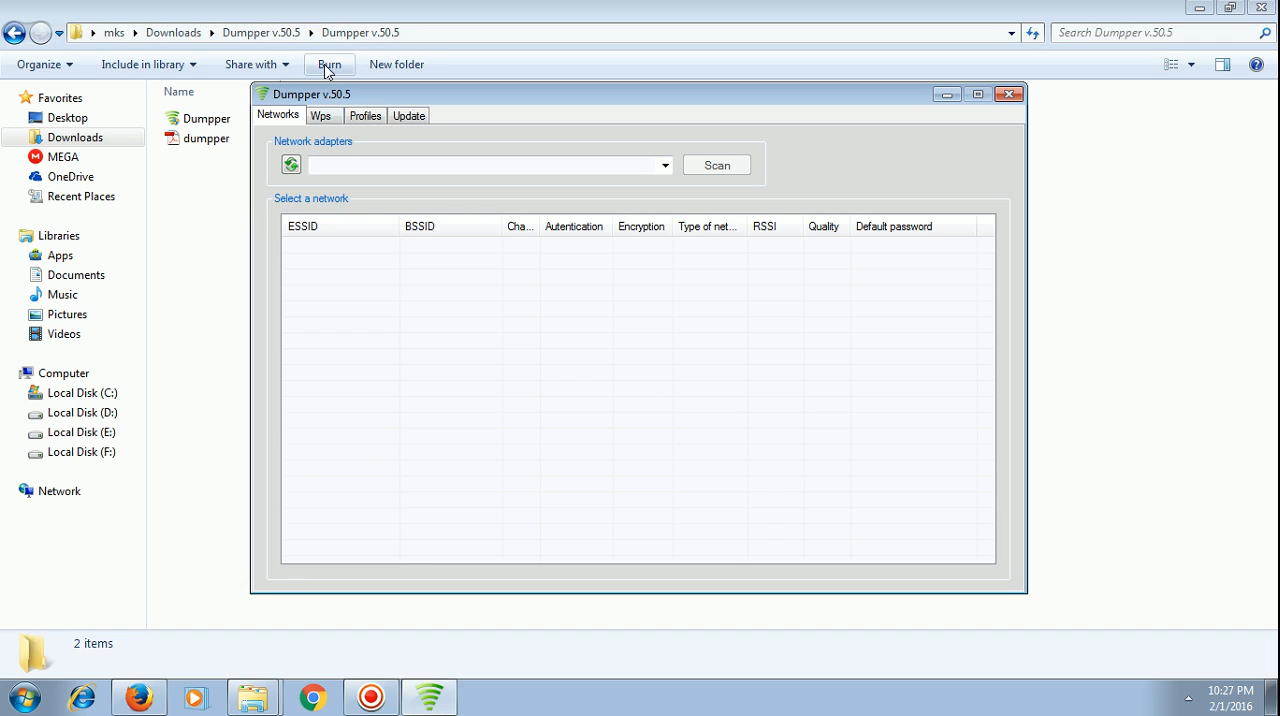 mks Downloads Dumpper v.50.5 Dumpper v.50.5 Search Dumpper v.50.5
Organize Include in library Share with Burn New folder
Favorites
Desktop
Downloads
MEGA
OneDrive
Recent Places
Libraries
Apps
Documents
Music
Pictures
Videos
Computer
Local Disk (C:)
Local Disk (D:)
Local Disk (E:)
Local Disk (F:)
Network
Name
Dumpper
dumpper
Dumpper v.50.5
Networks Wps Profiles Update
Network adapters
Scan
Select a network
ESSID BSSID Cha... Autentication Encryption Type of net... RSSI Quality Default password
2 items
10:27 PM
2/1/2016